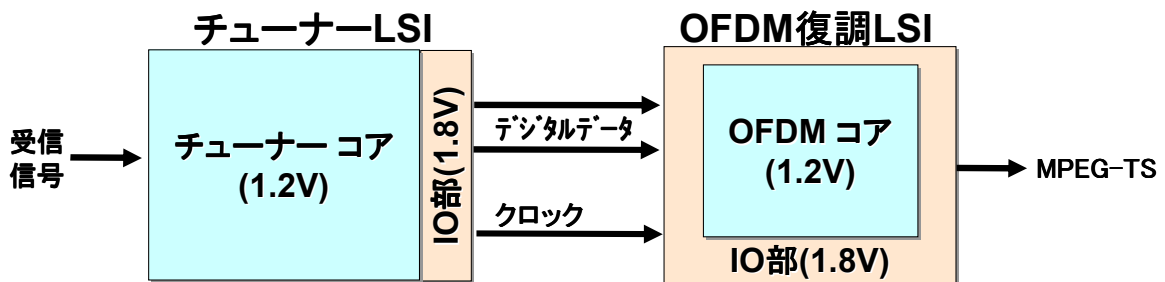 チューナーLSI
OFDM復調LSI
受信
信号
チューナー コア
(1.2V)
IO部(1.8V)
デジタルデータ
クロック
OFDM コア
(1.2V)
IO部(1.8V)
MPEG-TS